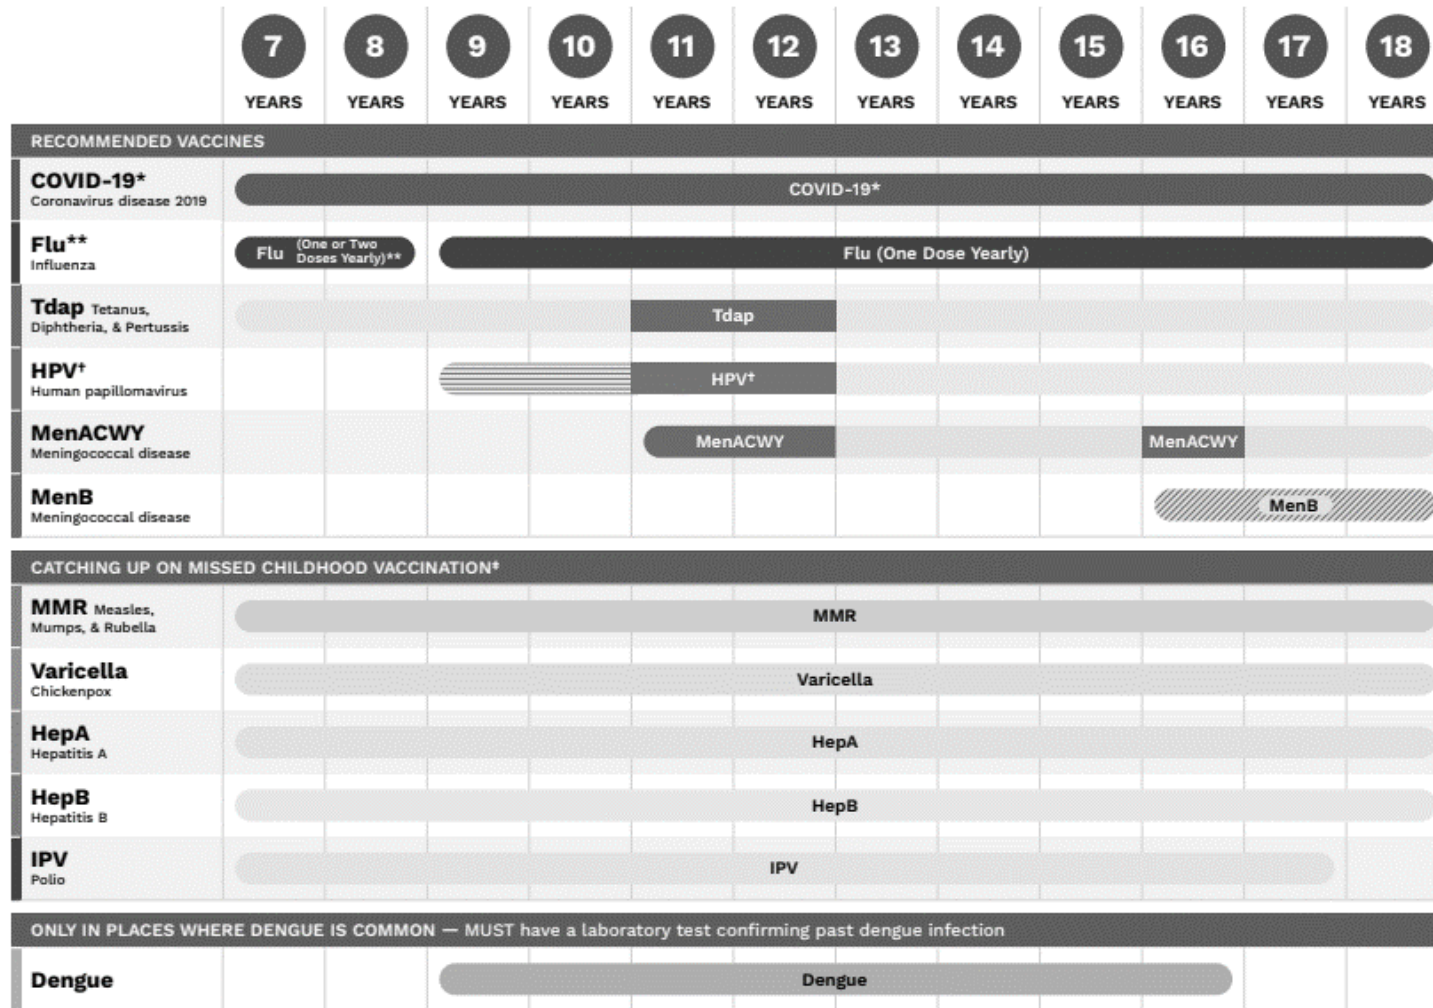 7 8 9 10 11 12 13 14 15 16 17 18
YEARS YEARS YEARS YEARS YEARS YEARS YEARS YEARS YEARS YEARS YEARS YEARS
RECOMMENDED VACCINES
COVID-19*
Coronavirus disease 2019
COVID-19*
Flu**
Influenza
Flu (One or Two
Doses Yearly)**
Flu (One Dose Yearly)
Tdap Tetanus,
Diphtheria, & Pertussis
Tdap
HPV†
Human papillomavirus
HPV†
MenACWY
Meningococcal disease
MenACWY
MenACWY
MenB
Meningococcal disease
MenB
CATCHING UP ON MISSED CHILDHOOD VACCINATION‡
MMR Measles,
Mumps, & Rubella
MMR
Varicella
Chickenpox
Varicella
HepA
Hepatitis A
HepA
HepB
Hepatitis B
HepB
IPV
Polio
IPV
ONLY IN PLACES WHERE DENGUE IS COMMON — MUST have a laboratory test confirming past dengue infection
Dengue
Dengue